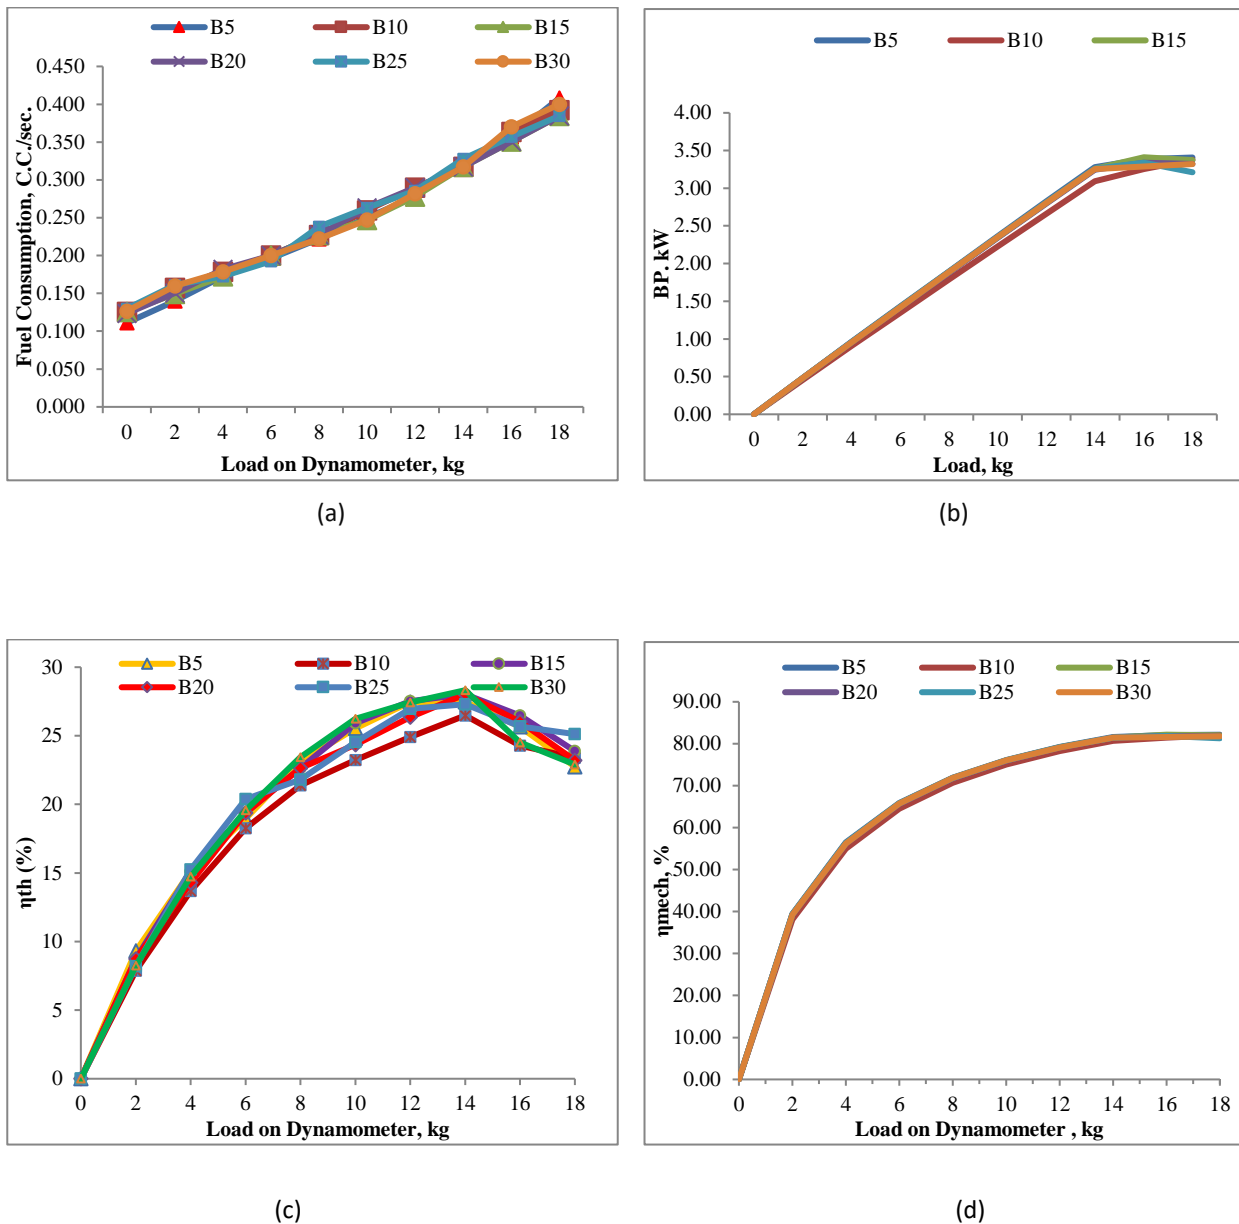 B5 B10 B15
B20 B25 B30
0.450
0.400
0.350
0.300
0.250
0.200
0.150
0.100
0.050
0.000
Fuel Consumption, C.C./sec.
0 2 4 6 8 10 12 14 16 18
Load on Dynamometer, kg
(a)
B5 B10 B15
4.00
3.50
3.00
2.50
2.00
1.50
1.00
0.50
0.00
BP. kW
0 2 4 6 8 10 12 14 16 18
Load, kg
(b)
B5 B10 B15
B20 B25 B30
30
25
20
15
10
5
0
ηth (%)
0 2 4 6 8 10 12 14 16 18
Load on Dynamometer, kg
(c)
B5 B10 B15
B20 B25 B30
90.00
80.00
70.00
60.00
50.00
40.00
30.00
20.00
10.00
0.00
ηmech, %
0 2 4 6 8 10 12 14 16 18
Load on Dynamometer , kg
(d)